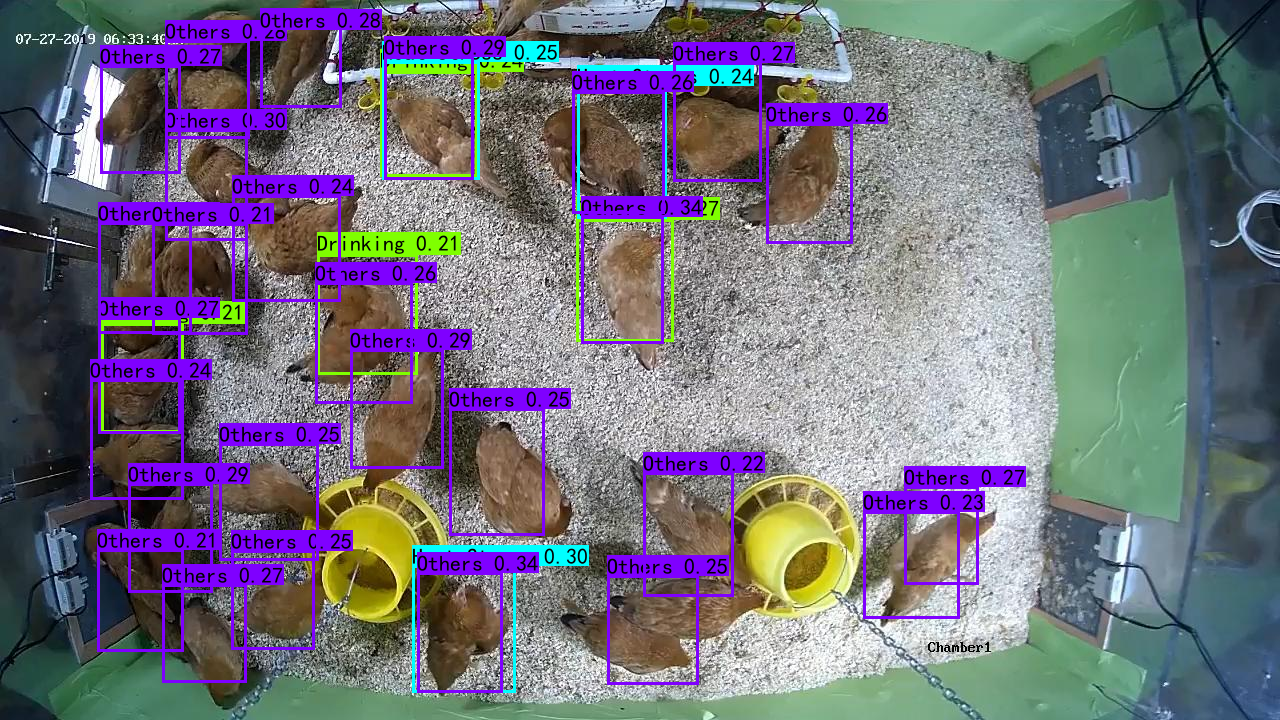 Others 0.28
Others 0.28
07-27-2019 06:33:40
Others 0.29
0.25
Others 0.27
Others 0.27
Drinking 0.24
0.24
Others 0.26
Others 0.26
Others 0.30
Others 0.24
Others 0.34
27
Others 0.21
Drinking 0.21
Others 0.26
Others 0.27
.21
Others 0.29
Others 0.24
Others 0.25
Others 0.25
Others 0.22
Others 0.29
Others 0.27
Others 0.23
Others 0.21
Others 0.25
0.30
Others 0.34
Others 0.25
Others 0.27
Chamber1